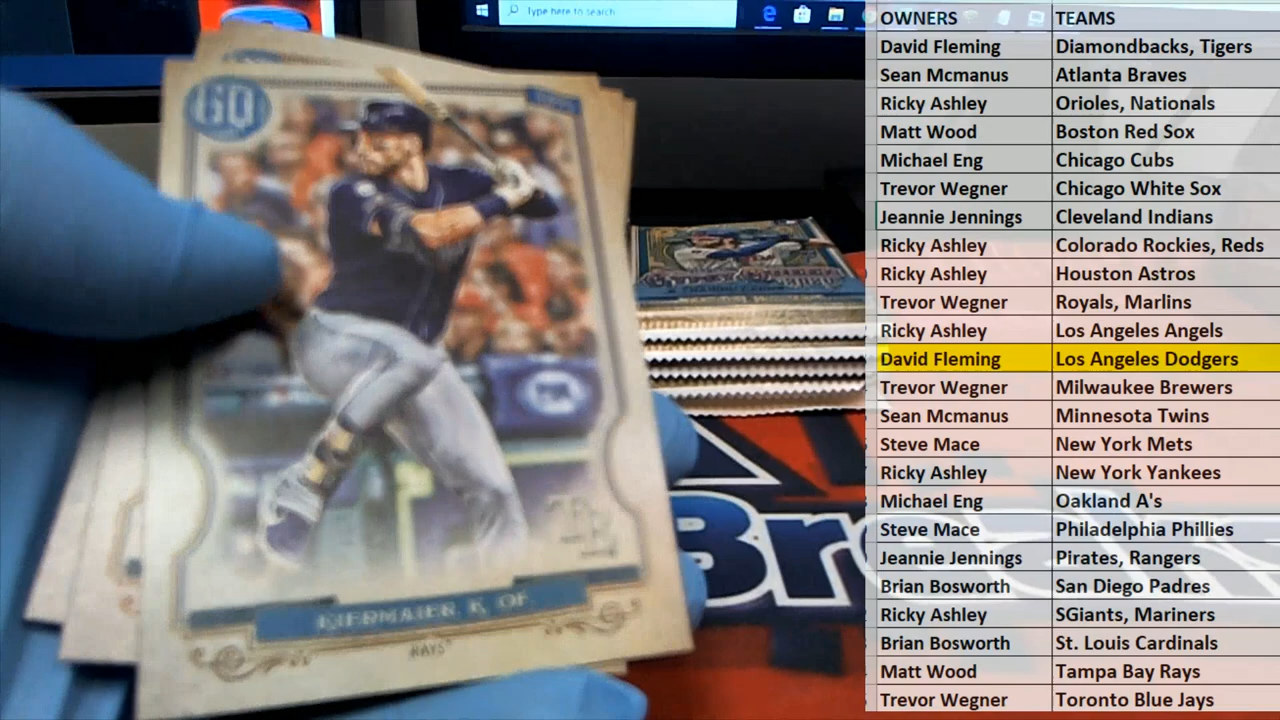 Type here to search
GQ
KIERMAIER, K. OF.
RAYS
TB
Br
OWNERS TEAMS
David Fleming Diamondbacks, Tigers
Sean Mcmanus Atlanta Braves
Ricky Ashley Orioles, Nationals
Matt Wood Boston Red Sox
Michael Eng Chicago Cubs
Trevor Wegner Chicago White Sox
Jeannie Jennings Cleveland Indians
Ricky Ashley Colorado Rockies, Reds
Ricky Ashley Houston Astros
Trevor Wegner Royals, Marlins
Ricky Ashley Los Angeles Angels
David Fleming Los Angeles Dodgers
Trevor Wegner Milwaukee Brewers
Sean Mcmanus Minnesota Twins
Steve Mace New York Mets
Ricky Ashley New York Yankees
Michael Eng Oakland A's
Steve Mace Philadelphia Phillies
Jeannie Jennings Pirates, Rangers
Brian Bosworth San Diego Padres
Ricky Ashley SGiants, Mariners
Brian Bosworth St. Louis Cardinals
Matt Wood Tampa Bay Rays
Trevor Wegner Toronto Blue Jays